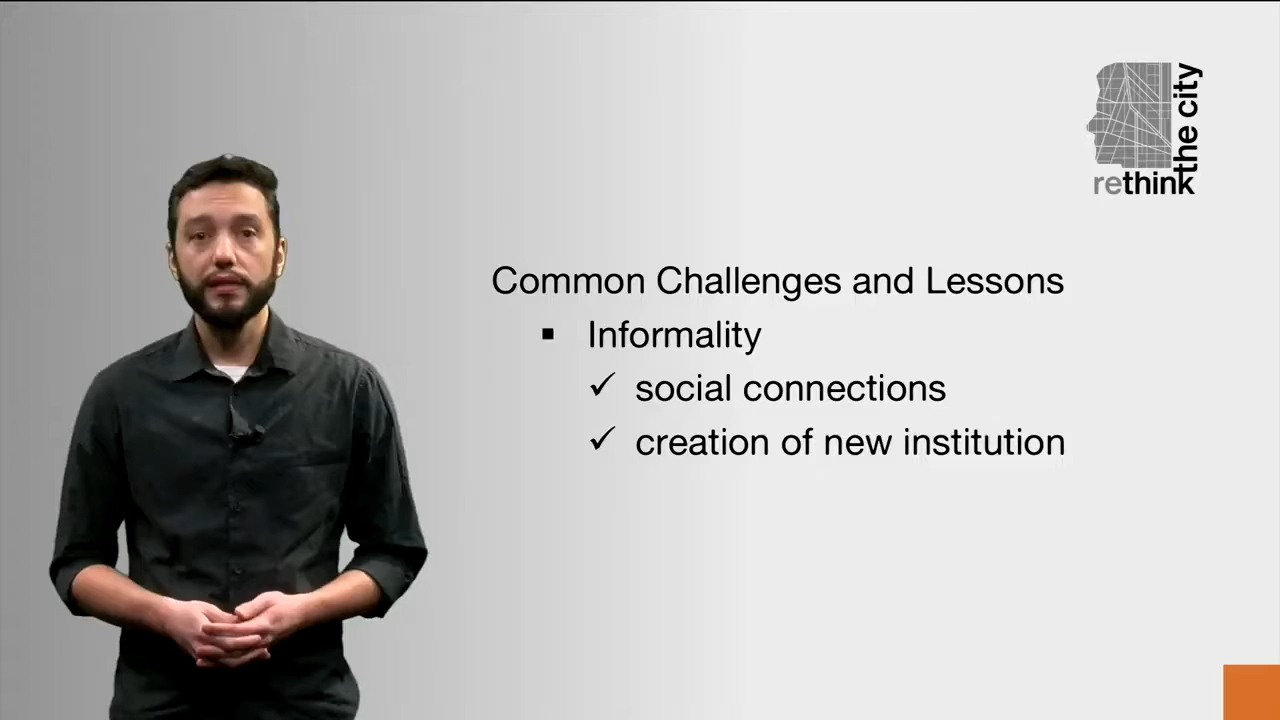 the city
rethink
Common Challenges and Lessons
▪ Informality
✓ social connections
✓ creation of new institution